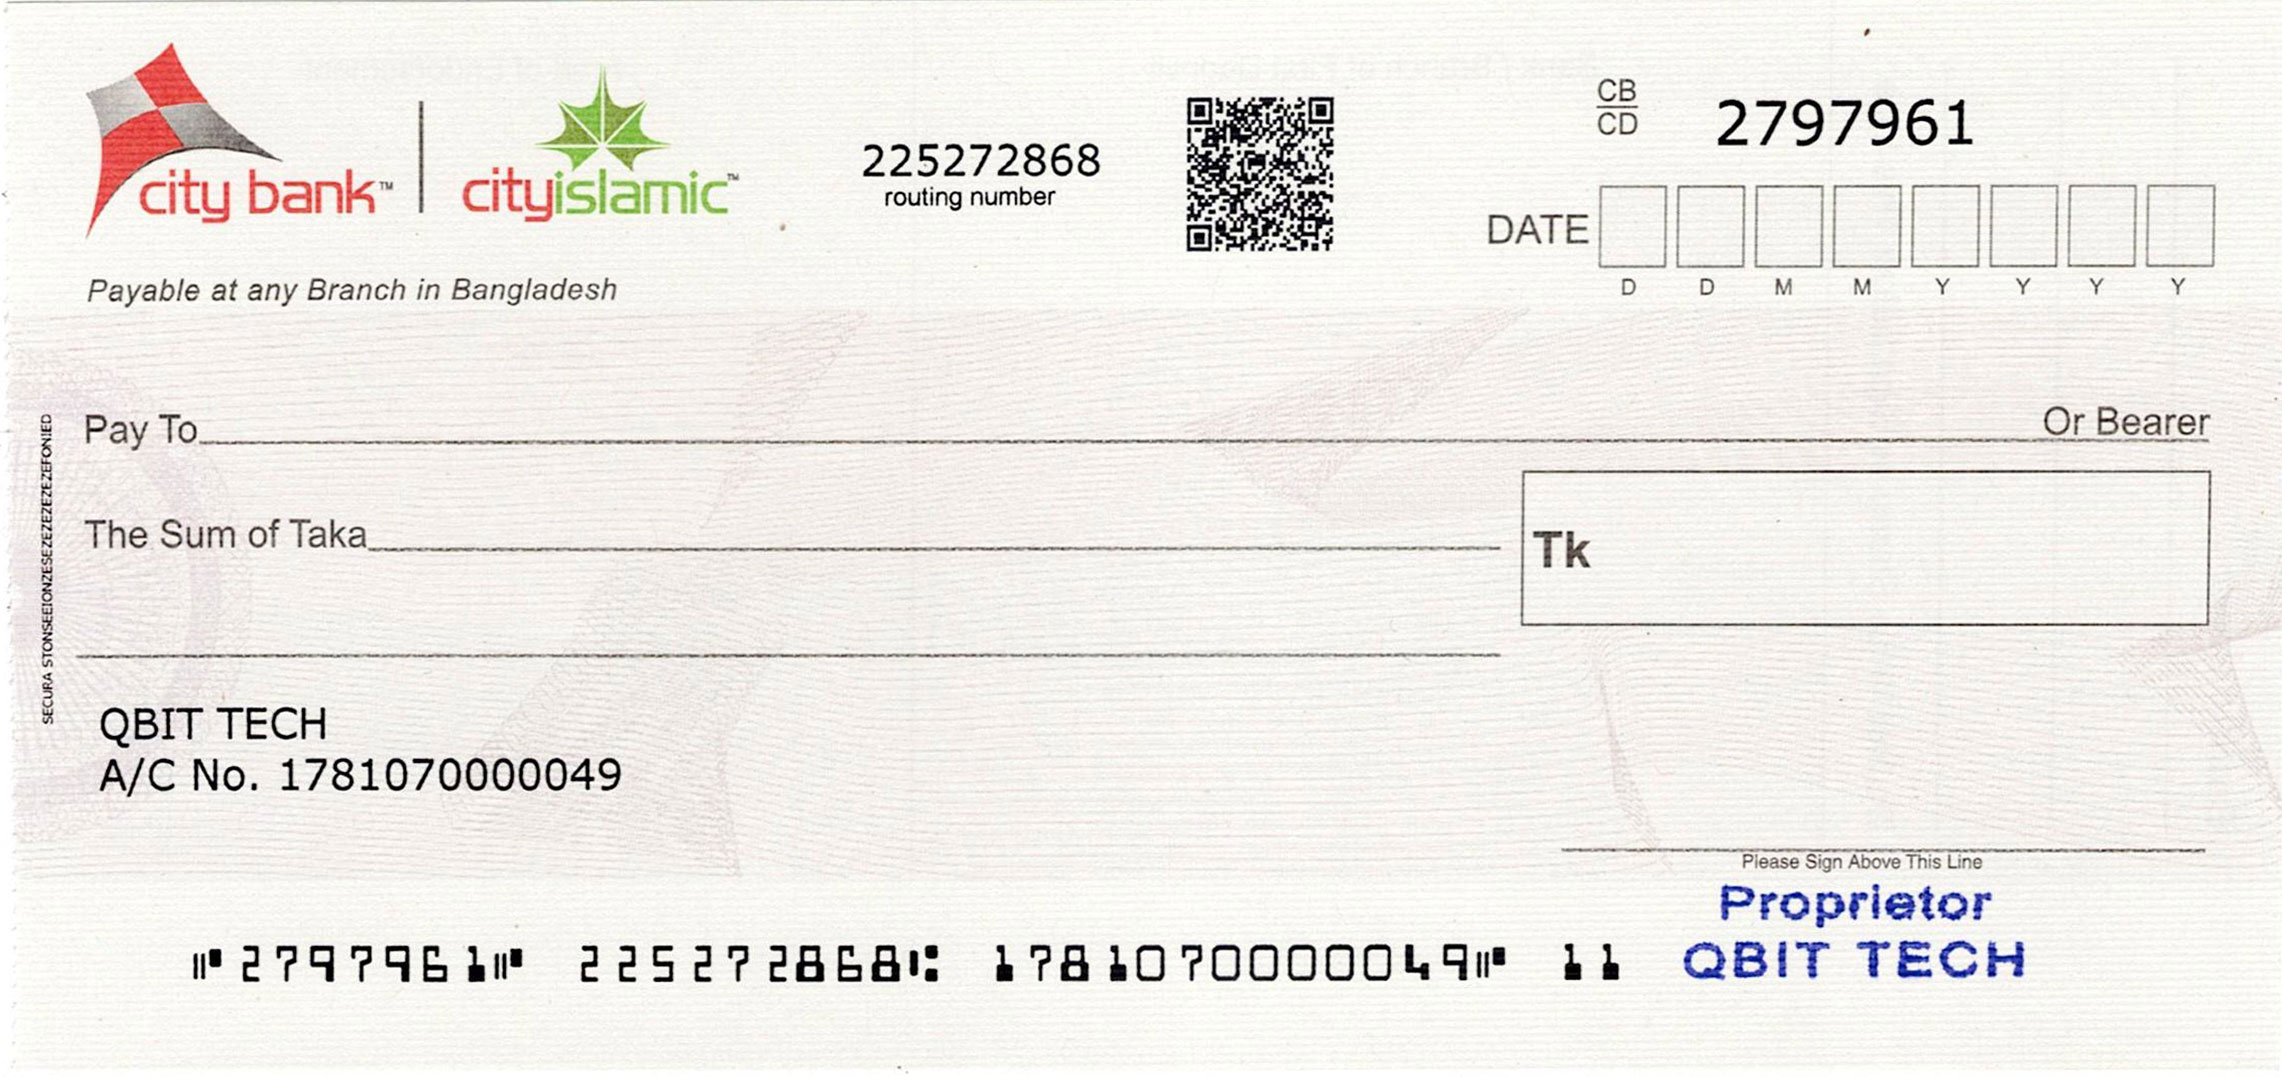 city bank™ | cityislamic™
225272868
routing number
CB
CD
2797961
DATE
D D M M Y Y Y Y
Payable at any Branch in Bangladesh
Pay To
Or Bearer
The Sum of Taka
Tk
QBIT TECH
A/C No. 1781070000049
Please Sign Above This Line
Proprietor
QBIT TECH
⑈2797961⑈ 225272868⑆ 1781070000049⑈ 11